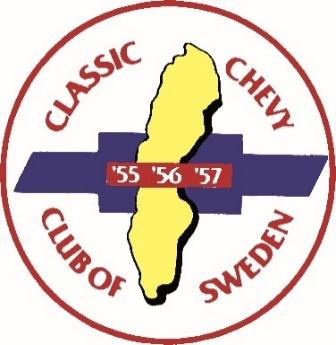 CLASSIC CHEVY
'55 '56 '57
CLUB OF SWEDEN